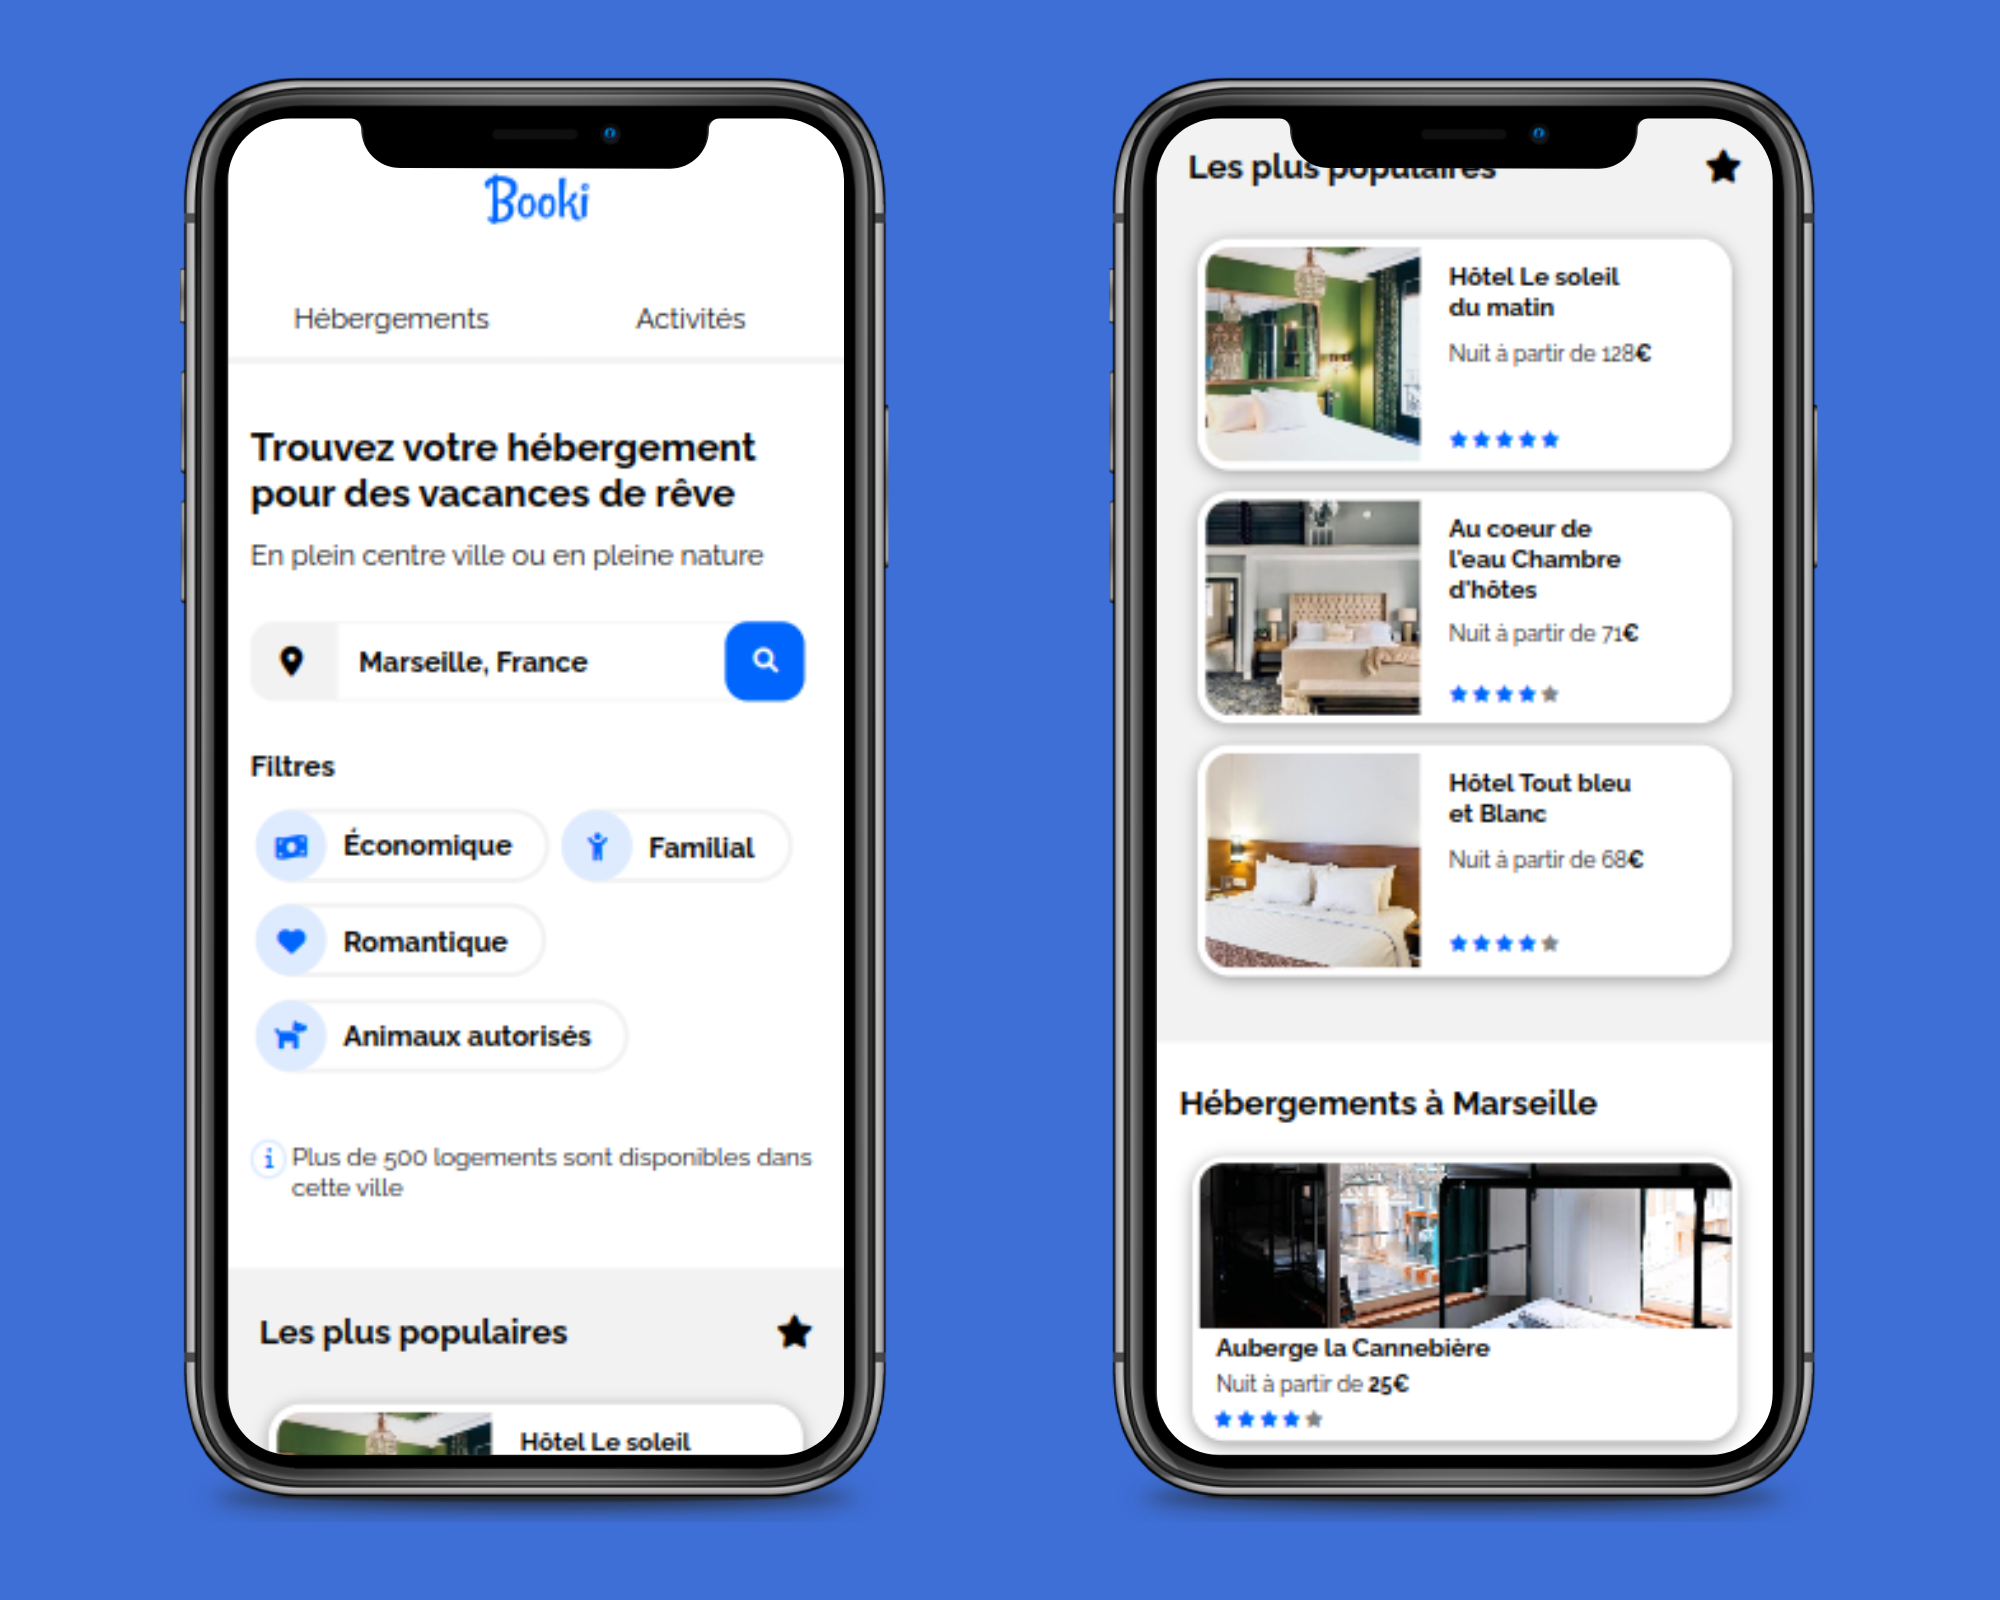 Booki
Hébergements
Activités
Trouvez votre hébergement
pour des vacances de rêve
En plein centre ville ou en pleine nature
Marseille, France
Filtres
Économique
Familial
Romantique
Animaux autorisés
i Plus de 500 logements sont disponibles dans
cette ville
Les plus populaires
Hôtel Le soleil
Les plus populaires
Hôtel Le soleil
du matin
Nuit à partir de 128€
Au coeur de
l'eau Chambre
d'hôtes
Nuit à partir de 71€
Hôtel Tout bleu
et Blanc
Nuit à partir de 68€
Hébergements à Marseille
Auberge la Cannebière
Nuit à partir de 25€